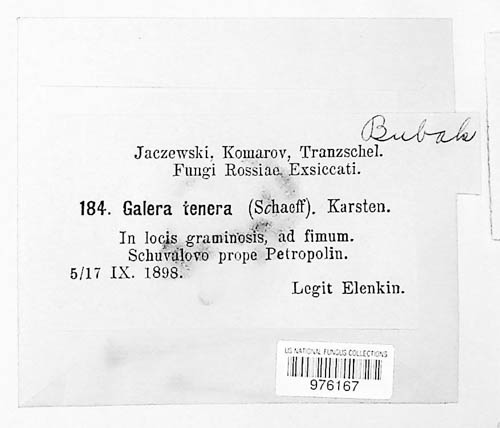 Bubak
Jaczewski, Komarov, Tranzschel.
Fungi Rossiae Exsiccati.
184. Galera tenera (Schaeff). Karsten.
In locis graminosis, ad fimum.
Schuvulovo prope Petropolin.
5/17 IX. 1898.
Legit Elenkin.
US NATIONAL FUNGUS COLLECTIONS
976167